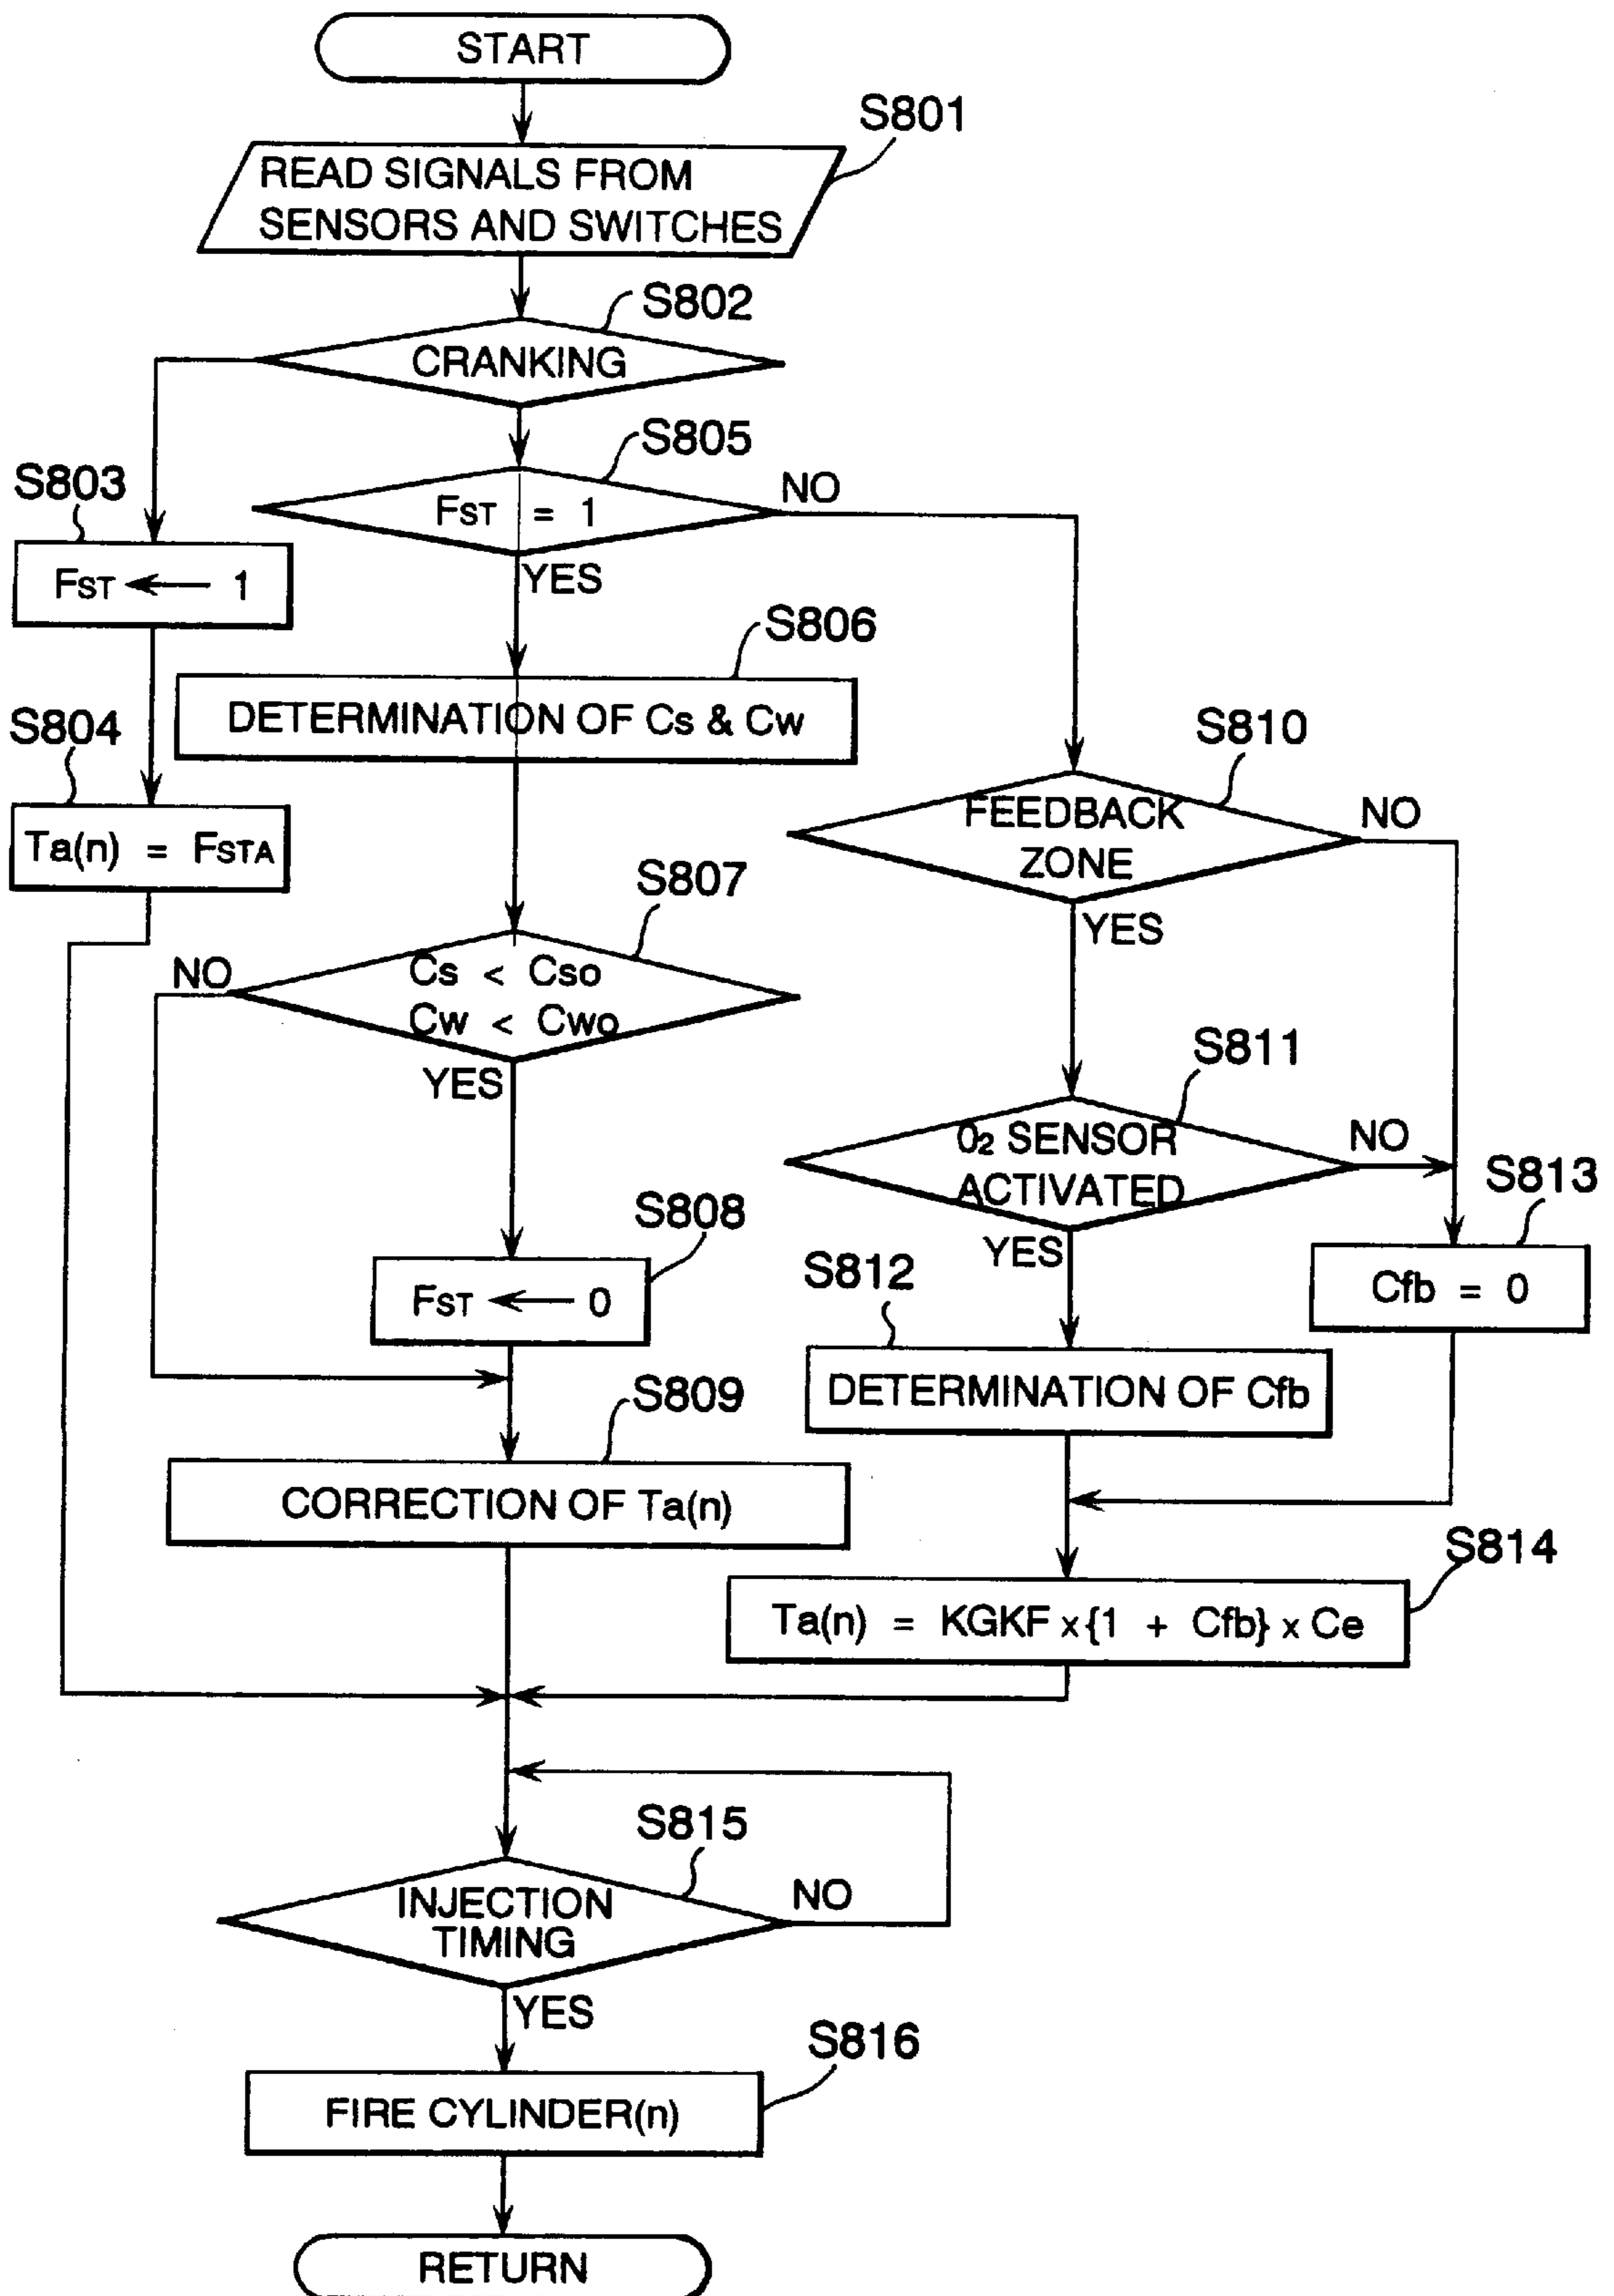 START
S801
READ SIGNALS FROM
SENSORS AND SWITCHES
S802
CRANKING
S805
FST = 1
NO
YES
S803
FST ← 1
S806
DETERMINATION OF Cs & Cw
S804
Ta(n) = FSTA
S810
FEEDBACK
ZONE
NO
YES
S807
Cs < Cso
Cw < Cwo
NO
YES
S811
O2 SENSOR
ACTIVATED
NO
YES
S813
Cfb = 0
S808
FST ← 0
S812
DETERMINATION OF Cfb
S809
CORRECTION OF Ta(n)
S814
Ta(n) = KGKF x {1 + Cfb} x Ce
S815
INJECTION
TIMING
NO
YES
S816
FIRE CYLINDER(n)
RETURN